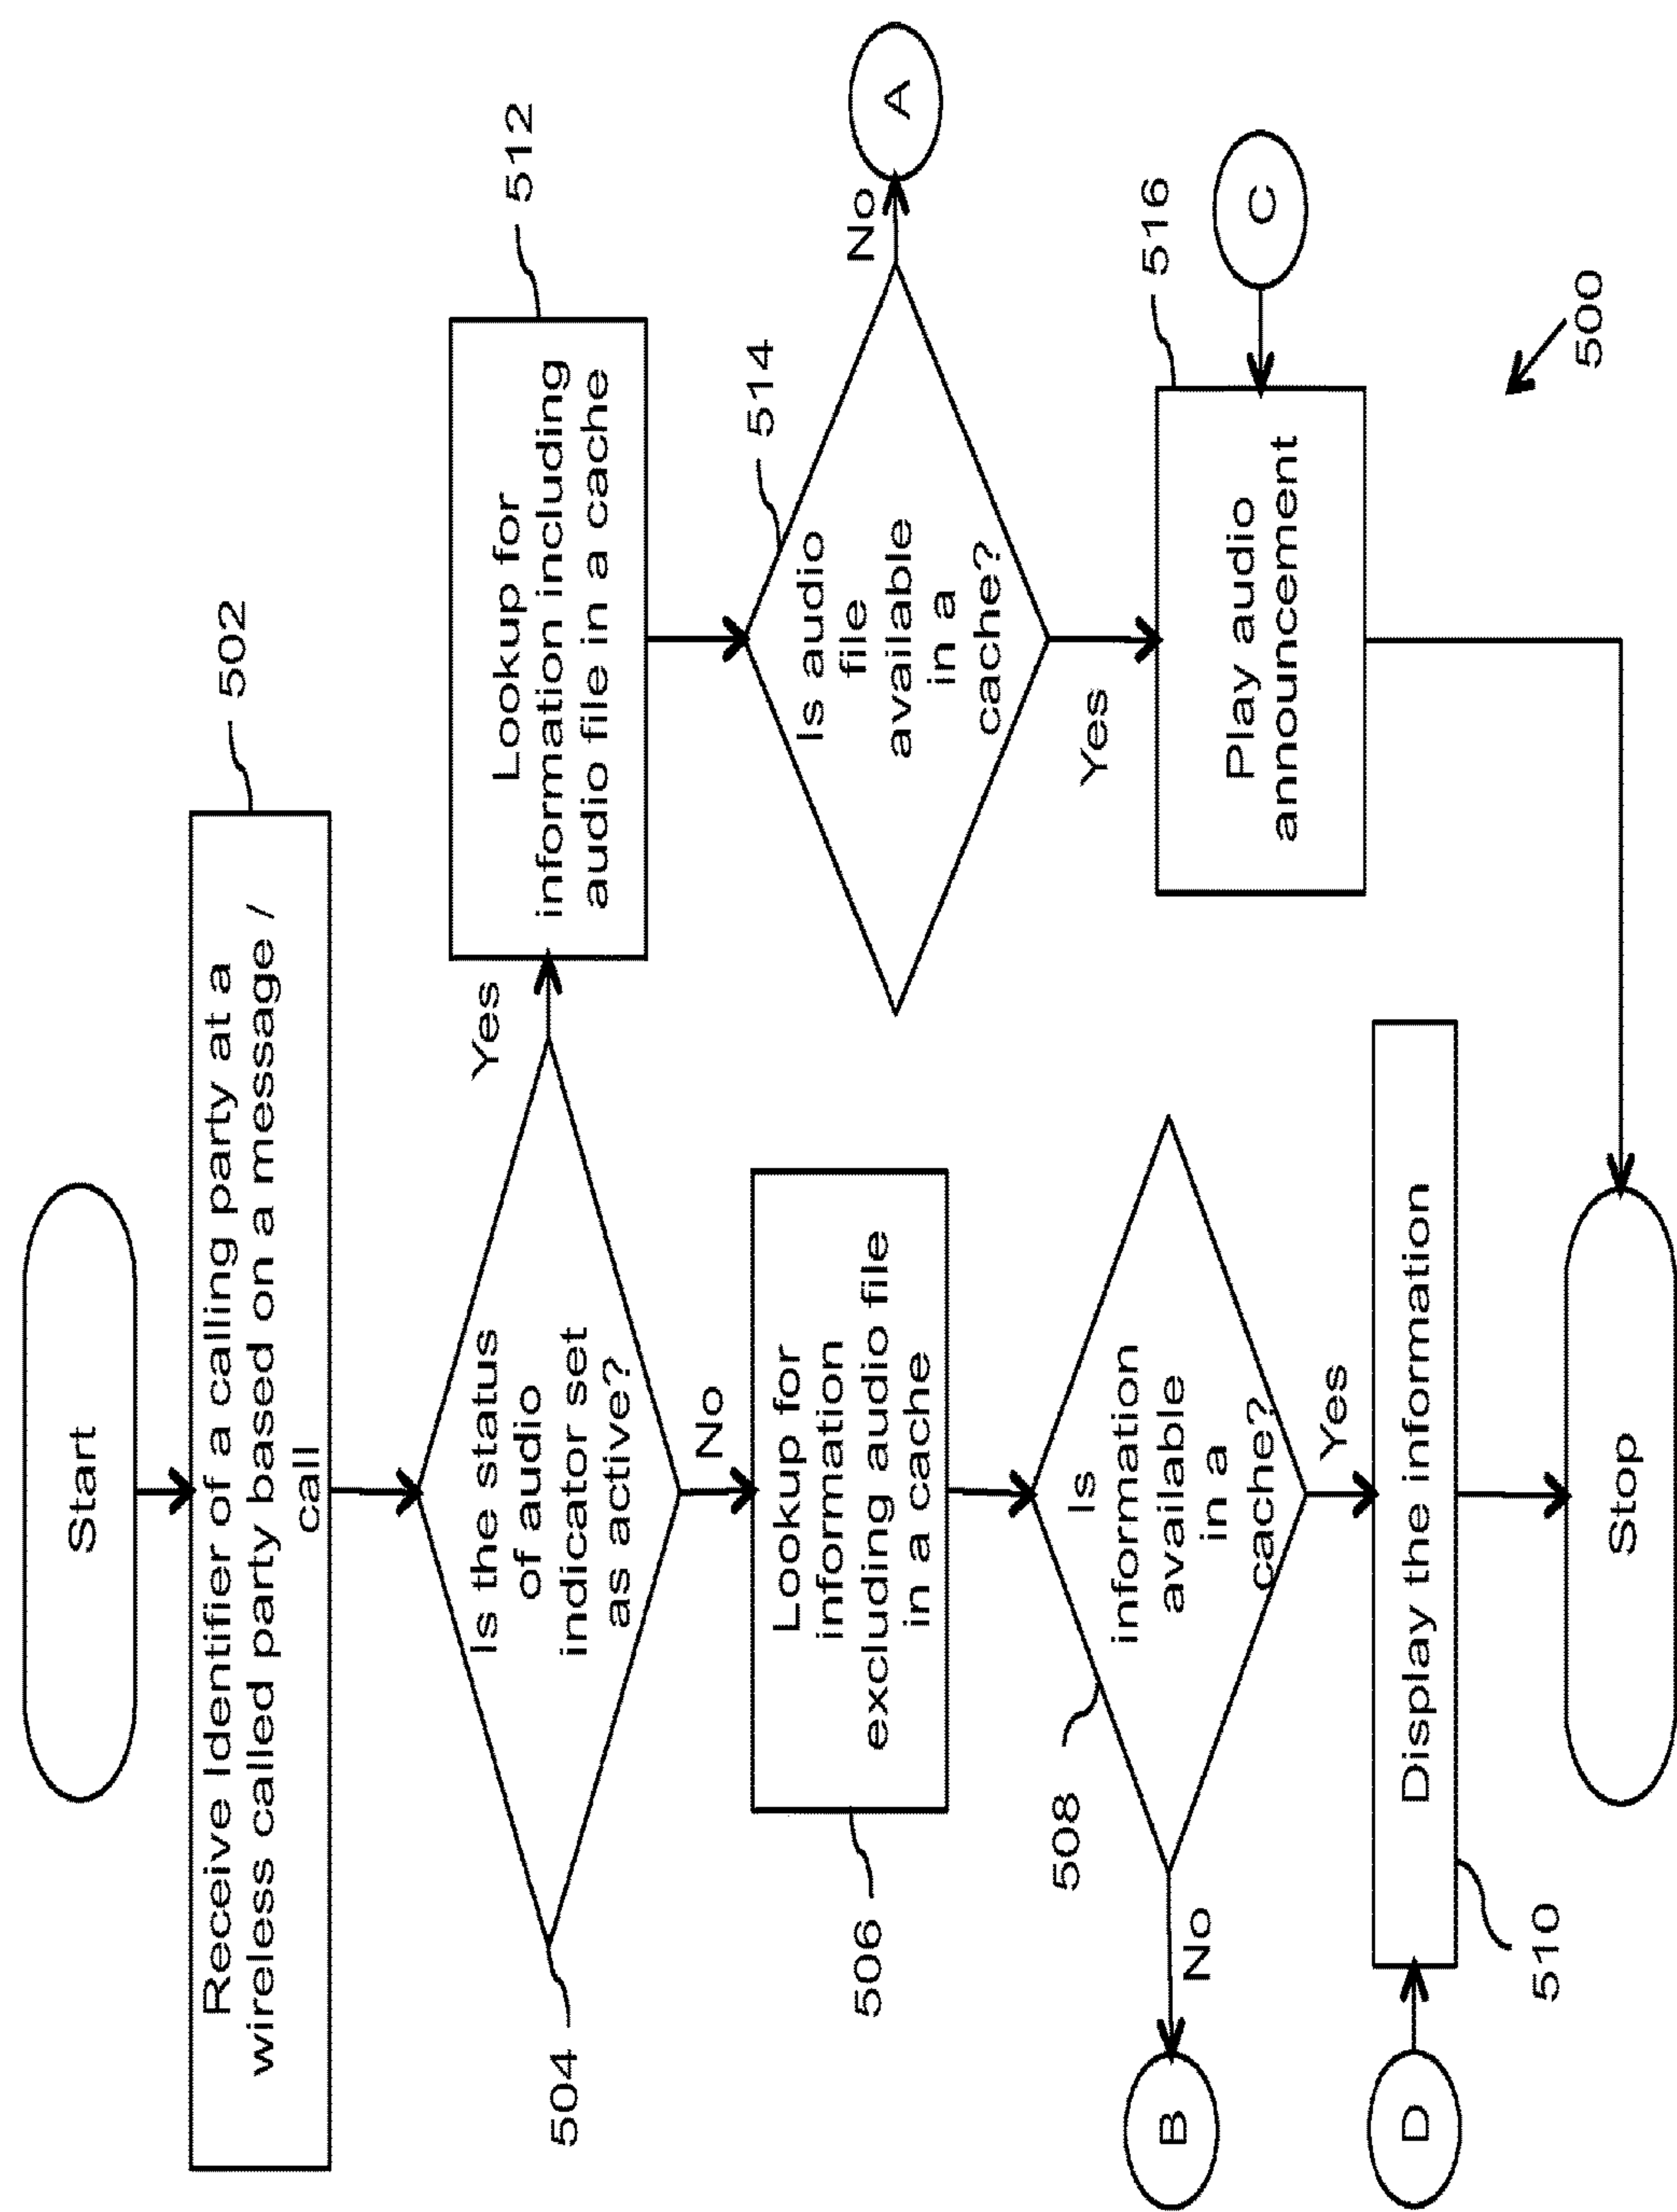 Start
502
Receive Identifier of a calling party at a
wireless called party based on a message /
call
504
Is the status
of audio
indicator set
as active?
Yes
512
Lookup for
information including
audio file in a cache
No
506
Lookup for
information
excluding audio file
in a cache
514
Is audio
file
available
in a
cache?
No
A
508
Is
information
available
in a
cache?
No
B
Yes
Yes
516
Play audio
announcement
C
D
Display the information
510
Stop
500